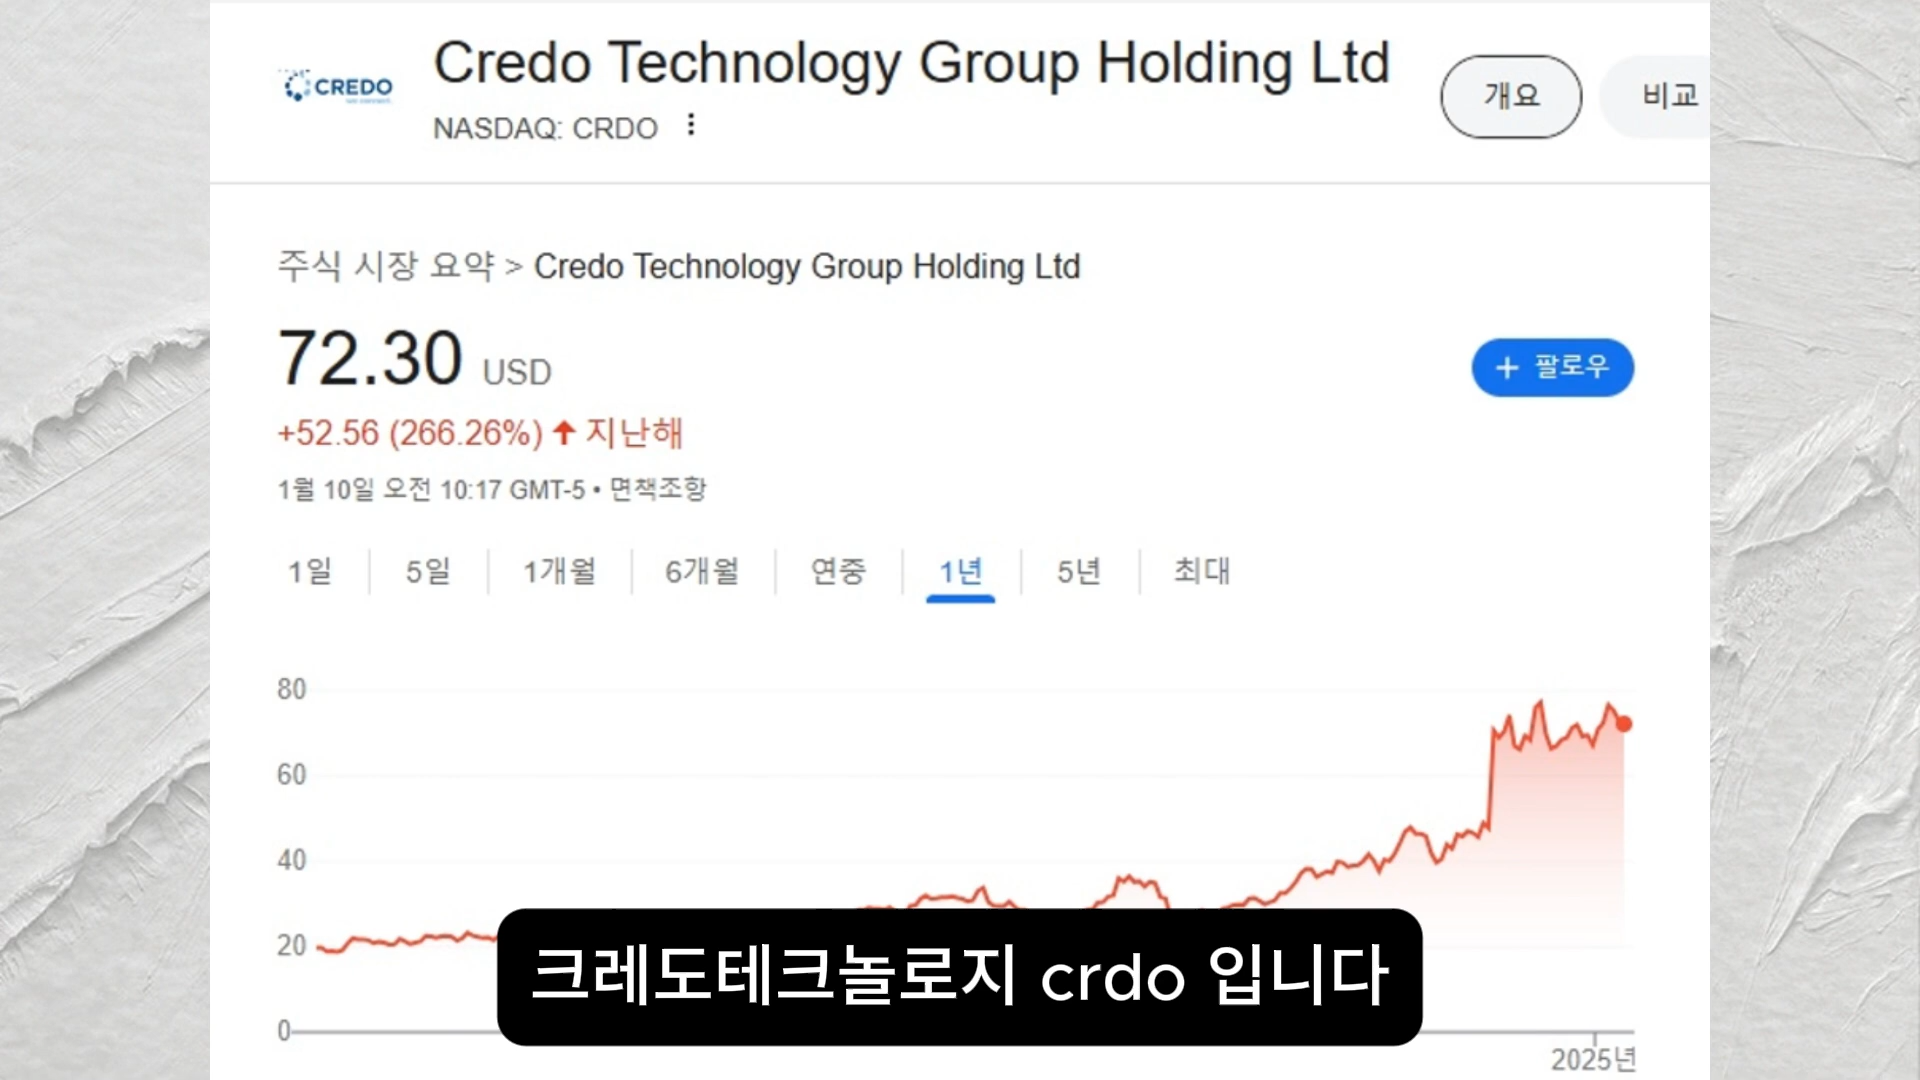 CREDO
Credo Technology Group Holding Ltd
NASDAQ: CRDO
개요
비교
주식 시장 요약 > Credo Technology Group Holding Ltd
72.30 USD
+ 팔로우
+52.56 (266.26%) ↑ 지난해
1월 10일 오전 10:17 GMT-5 • 면책조항
1일
5일
1개월
6개월
연중
1년
5년
최대
80
60
40
20
0
2025년
크레도테크놀로지 crdo 입니다